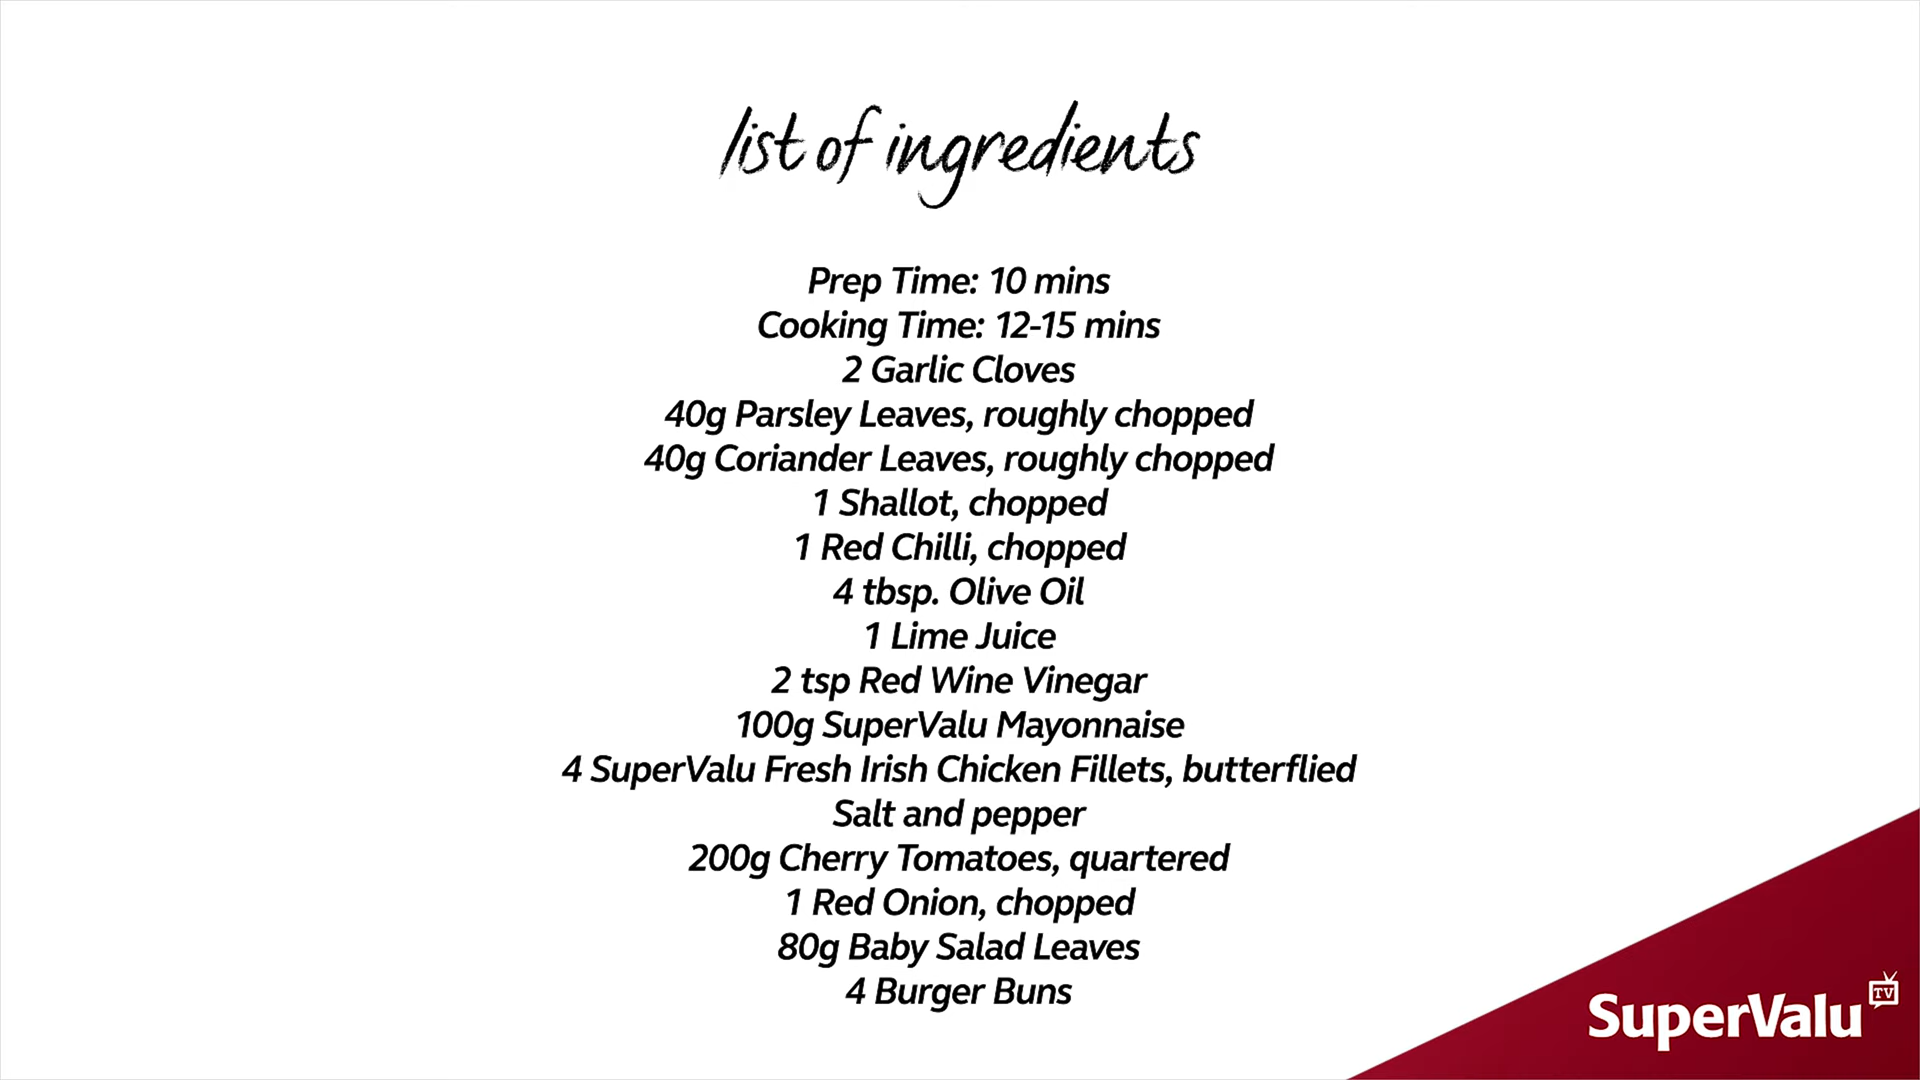 list of ingredients
Prep Time: 10 mins
Cooking Time: 12-15 mins
2 Garlic Cloves
40g Parsley Leaves, roughly chopped
40g Coriander Leaves, roughly chopped
1 Shallot, chopped
1 Red Chilli, chopped
4 tbsp. Olive Oil
1 Lime Juice
2 tsp Red Wine Vinegar
100g SuperValu Mayonnaise
4 SuperValu Fresh Irish Chicken Fillets, butterflied
Salt and pepper
200g Cherry Tomatoes, quartered
1 Red Onion, chopped
80g Baby Salad Leaves
4 Burger Buns
SuperValu TV